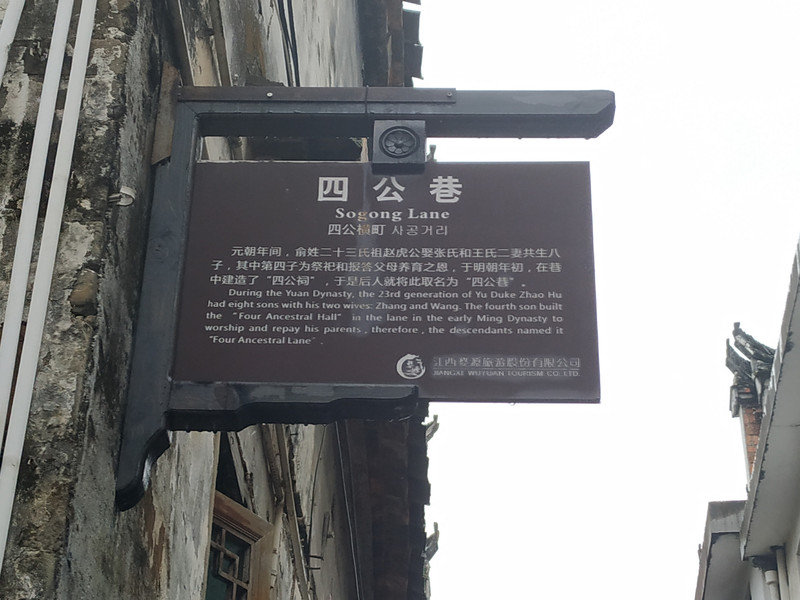 四公巷
Sogong Lane
四公横町 사공거리
元朝年间，俞姓二十三氏祖赵虎公娶张氏和王氏二妻共生八
子，其中第四子为祭祀和报答父母养育之恩，于明朝年初，在巷
中建造了“四公祠”，于是后人就将此取名为“四公巷”。
During the Yuan Dynasty, the 23rd generation of Yu Duke Zhao Hu
had eight sons with his two wives: Zhang and Wang. The fourth son built
the "Four Ancestral Hall" in the lane in the early Ming Dynasty to
worship and repay his parents, therefore, the descendants named it
"Four Ancestral Lane".
江西婺源旅游股份有限公司
JIANGXI WUYUAN TOURISM CO. LTD.